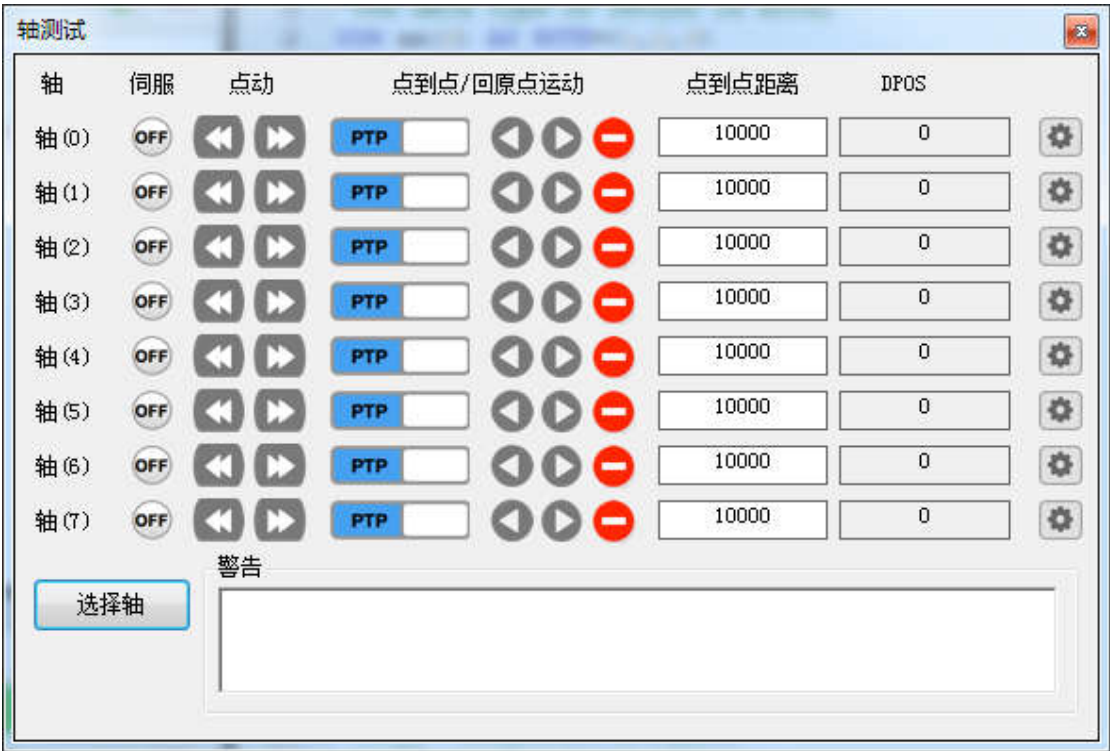 轴测试
轴 伺服 点动 点到点/回原点运动 点到点距离 DPOS
轴(0) OFF PTP 10000 0
轴(1) OFF PTP 10000 0
轴(2) OFF PTP 10000 0
轴(3) OFF PTP 10000 0
轴(4) OFF PTP 10000 0
轴(5) OFF PTP 10000 0
轴(6) OFF PTP 10000 0
轴(7) OFF PTP 10000 0
警告
选择轴